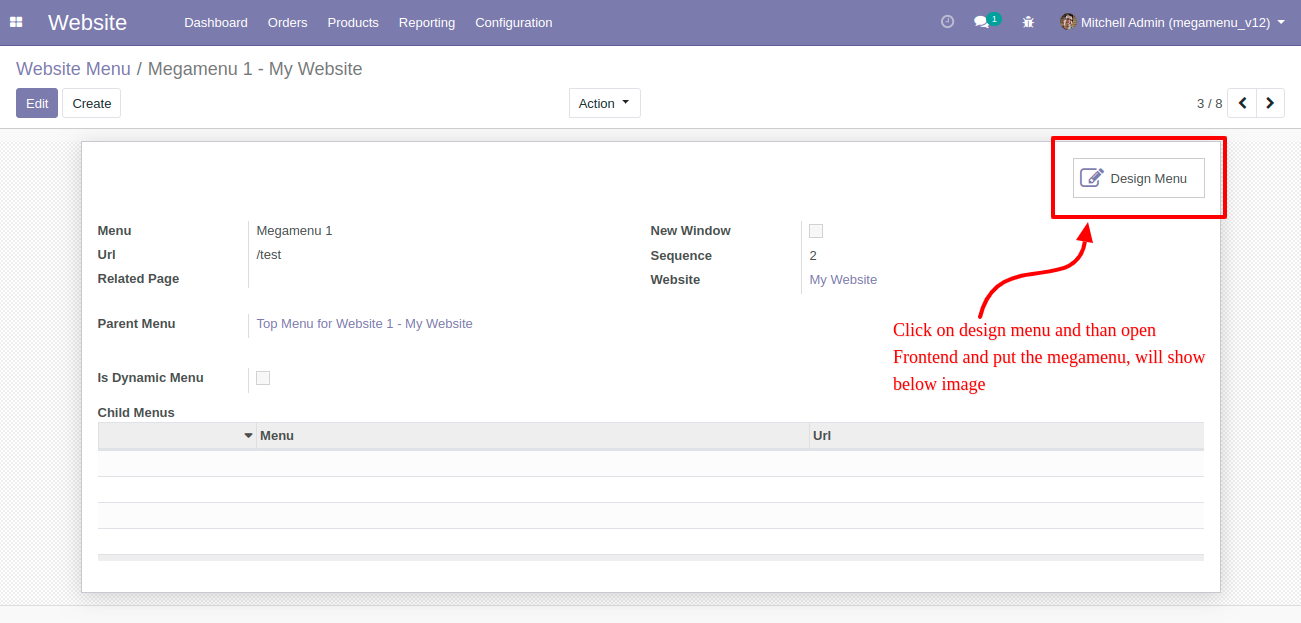 Website Dashboard Orders Products Reporting Configuration 1 Mitchell Admin (megamenu_v12)
Website Menu / Megamenu 1 - My Website
Edit Create Action 3 / 8
Design Menu
Menu Megamenu 1 New Window
Url /test Sequence 2
Related Page Website My Website
Parent Menu Top Menu for Website 1 - My Website
Click on design menu and than open
Frontend and put the megamenu, will show
below image
Is Dynamic Menu
Child Menus
Menu Url